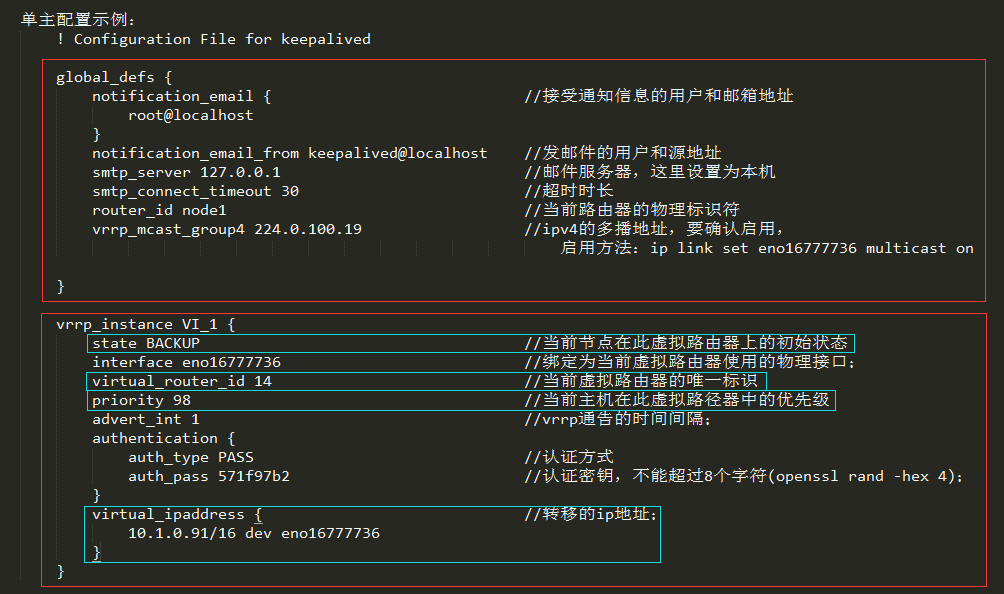 单主配置示例：
! Configuration File for keepalived
global_defs {
notification_email { //接受通知信息的用户和邮箱地址
root@localhost
}
notification_email_from keepalived@localhost //发邮件的用户和源地址
smtp_server 127.0.0.1 //邮件服务器，这里设置为本机
smtp_connect_timeout 30 //超时时长
router_id node1 //当前路由器的物理标识符
vrrp_mcast_group4 224.0.100.19 //ipv4的多播地址，要确认启用，
启用方法：ip link set eno16777736 multicast on
}
vrrp_instance VI_1 {
state BACKUP //当前节点在此虚拟路由器上的初始状态
interface eno16777736 //绑定为当前虚拟路由器使用的物理接口；
virtual_router_id 14 //当前虚拟路由器的唯一标识
priority 98 //当前主机在此虚拟路径器中的优先级
advert_int 1 //vrrp通告的时间间隔；
authentication {
auth_type PASS //认证方式
auth_pass 571f97b2 //认证密钥，不能超过8个字符(openssl rand -hex 4)；
}
virtual_ipaddress { //转移的ip地址；
10.1.0.91/16 dev eno16777736
}
}